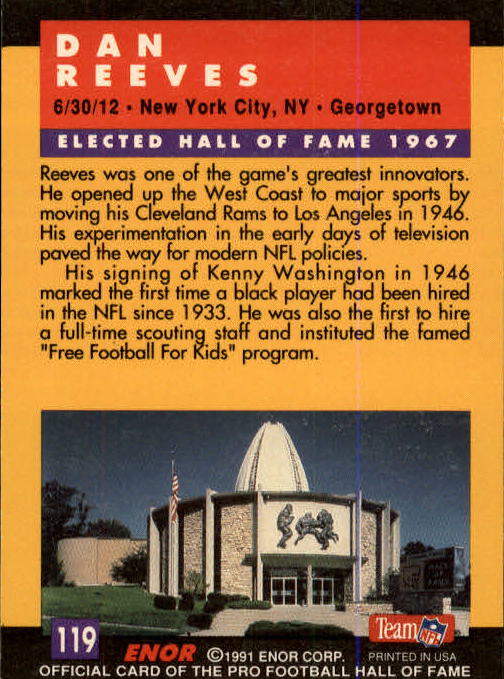 DAN
REEVES
6/30/12 • New York City, NY • Georgetown
ELECTED HALL OF FAME 1967
Reeves was one of the game's greatest innovators.
He opened up the West Coast to major sports by
moving his Cleveland Rams to Los Angeles in 1946.
His experimentation in the early days of television
paved the way for modern NFL policies.
His signing of Kenny Washington in 1946
marked the first time a black player had been hired
in the NFL since 1933. He was also the first to hire
a full-time scouting staff and instituted the famed
"Free Football For Kids" program.
119
ENOR ©1991 ENOR CORP.
Team NFL
PRINTED IN USA
OFFICIAL CARD OF THE PRO FOOTBALL HALL OF FAME